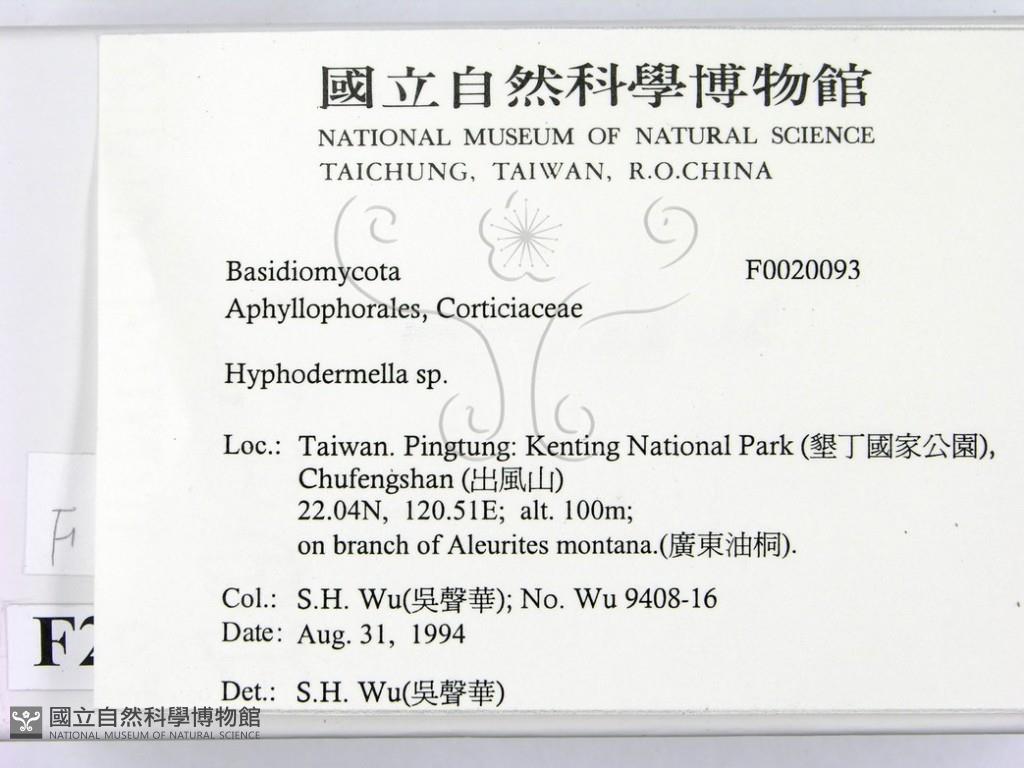 國立自然科學博物館
NATIONAL MUSEUM OF NATURAL SCIENCE
TAICHUNG, TAIWAN, R.O.CHINA
Basidiomycota F0020093
Aphyllophorales, Corticiaceae
Hyphodermella sp.
Loc.: Taiwan. Pingtung: Kenting National Park (墾丁國家公園),
Chufengshan (出風山)
22.04N, 120.51E; alt. 100m;
on branch of Aleurites montana.(廣東油桐).
Col.: S.H. Wu(吳聲華); No. Wu 9408-16
Date: Aug. 31, 1994
Det.: S.H. Wu(吳聲華)
F2
國立自然科學博物館
NATIONAL MUSEUM OF NATURAL SCIENCE